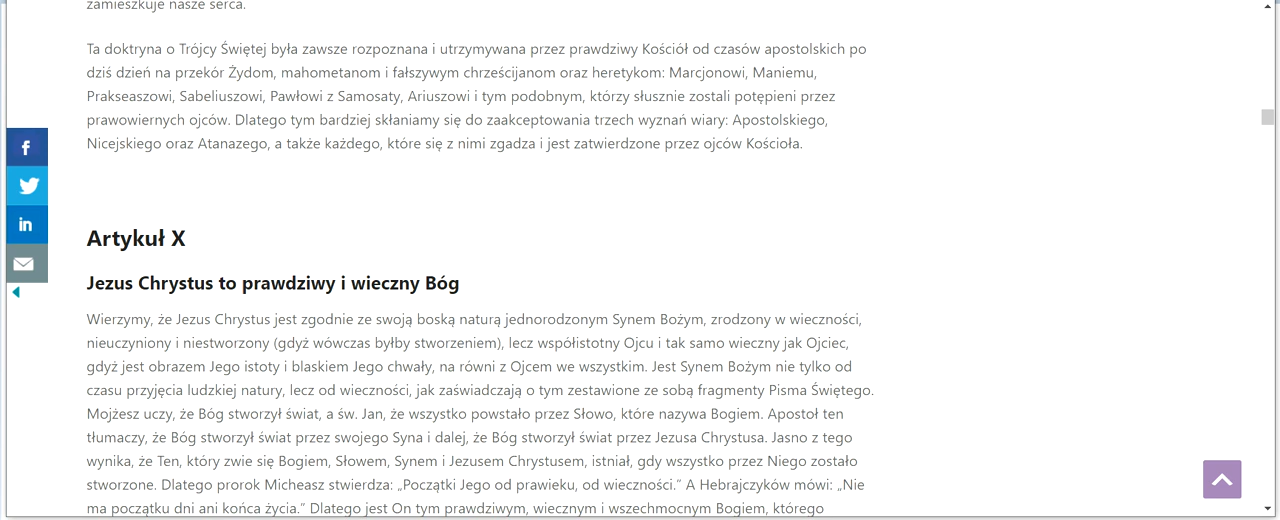 zamieszkuje nasze serca.
Ta doktryna o Trójcy Świętej była zawsze rozpoznana i utrzymywana przez prawdziwy Kościół od czasów apostolskich po
dziś dzień na przekór Żydom, mahometanom i fałszywym chrześcijanom oraz heretykom: Marcjonowi, Maniemu,
Prakseaszowi, Sabeliuszowi, Pawłowi z Samosaty, Ariuszowi i tym podobnym, którzy słusznie zostali potępieni przez
prawowiernych ojców. Dlatego tym bardziej skłaniamy się do zaakceptowania trzech wyznań wiary: Apostolskiego,
Nicejskiego oraz Atanazego, a także każdego, które się z nimi zgadza i jest zatwierdzone przez ojców Kościoła.
Artykuł X
Jezus Chrystus to prawdziwy i wieczny Bóg
Wierzymy, że Jezus Chrystus jest zgodnie ze swoją boską naturą jednorodzonym Synem Bożym, zrodzony w wieczności,
nieuczyniony i niestworzony (gdyż wówczas byłby stworzeniem), lecz współistotny Ojcu i tak samo wieczny jak Ojciec,
gdyż jest obrazem Jego istoty i blaskiem Jego chwały, na równi z Ojcem we wszystkim. Jest Synem Bożym nie tylko od
czasu przyjęcia ludzkiej natury, lecz od wieczności, jak zaświadczają o tym zestawione ze sobą fragmenty Pisma Świętego.
Mojżesz uczy, że Bóg stworzył świat, a św. Jan, że wszystko powstało przez Słowo, które nazywa Bogiem. Apostoł ten
tłumaczy, że Bóg stworzył świat przez swojego Syna i dalej, że Bóg stworzył świat przez Jezusa Chrystusa. Jasno z tego
wynika, że Ten, który zwie się Bogiem, Słowem, Synem i Jezusem Chrystusem, istniał, gdy wszystko przez Niego zostało
stworzone. Dlatego prorok Micheasz stwierdza: „Początki Jego od prawieku, od wieczności.” A Hebrajczyków mówi: „Nie
ma początku dni ani końca życia.” Dlatego jest On tym prawdziwym, wiecznym i wszechmocnym Bogiem, którego